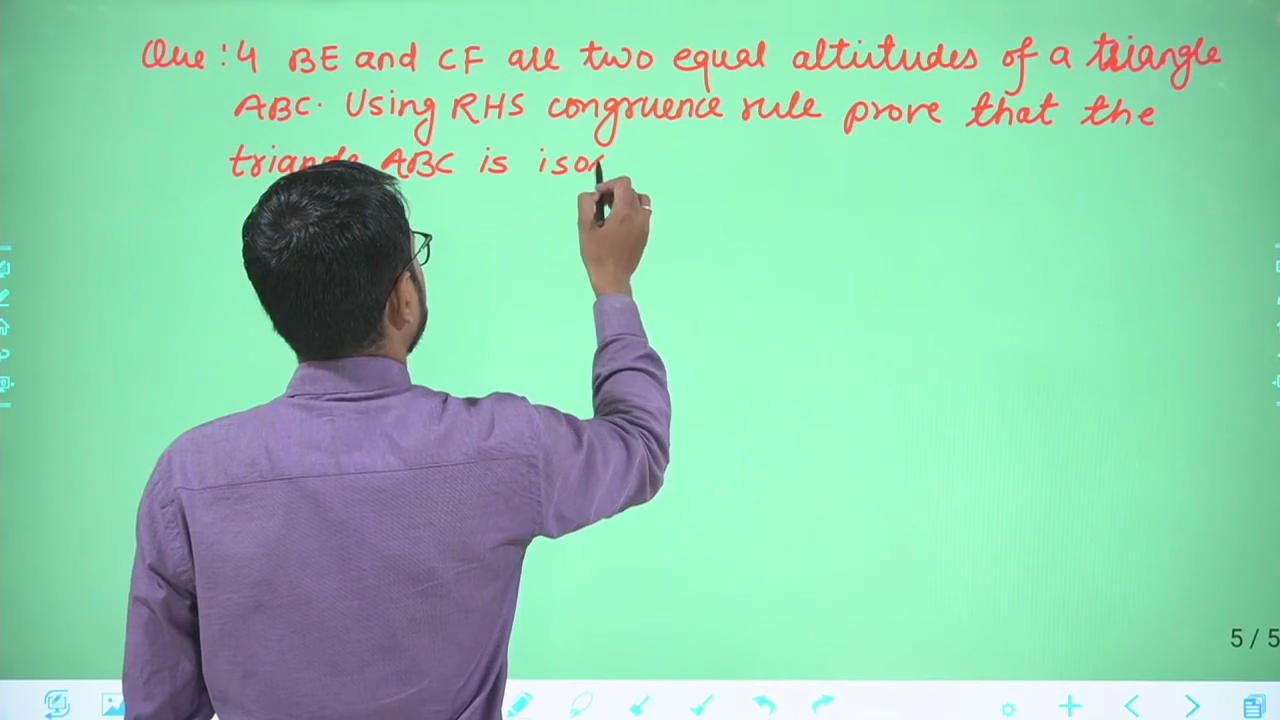 Que : 4 BE and CF are two equal altitudes of a triangle
ABC. Using RHS congruence rule prove that the
triangle ABC is isos
5 / 5